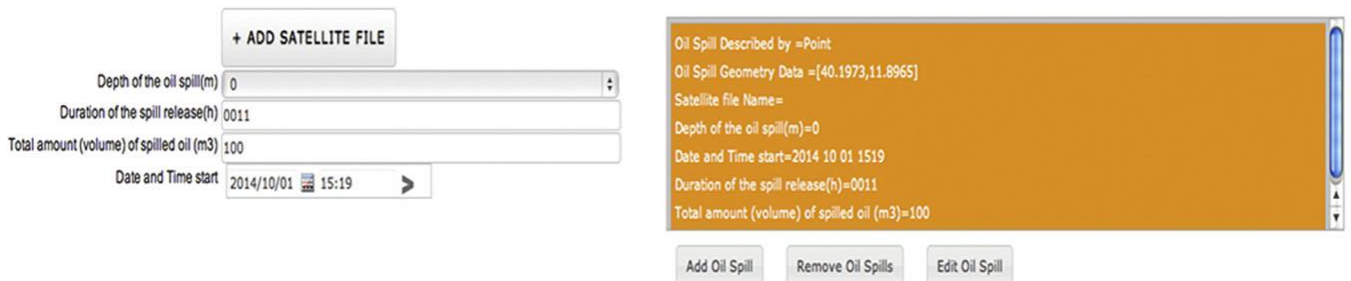 + ADD SATELLITE FILE
Depth of the oil spill(m) 0
Duration of the spill release(h) 0011
Total amount (volume) of spilled oil (m3) 100
Date and Time start 2014/10/01 15:19 >
Oil Spill Described by =Point
Oil Spill Geometry Data =[40.1973,11.8965]
Satellite file Name=
Depth of the oil spill(m)=0
Date and Time start=2014 10 01 1519
Duration of the spill release(h)=0011
Total amount (volume) of spilled oil (m3)=100
Add Oil Spill Remove Oil Spills Edit Oil Spill